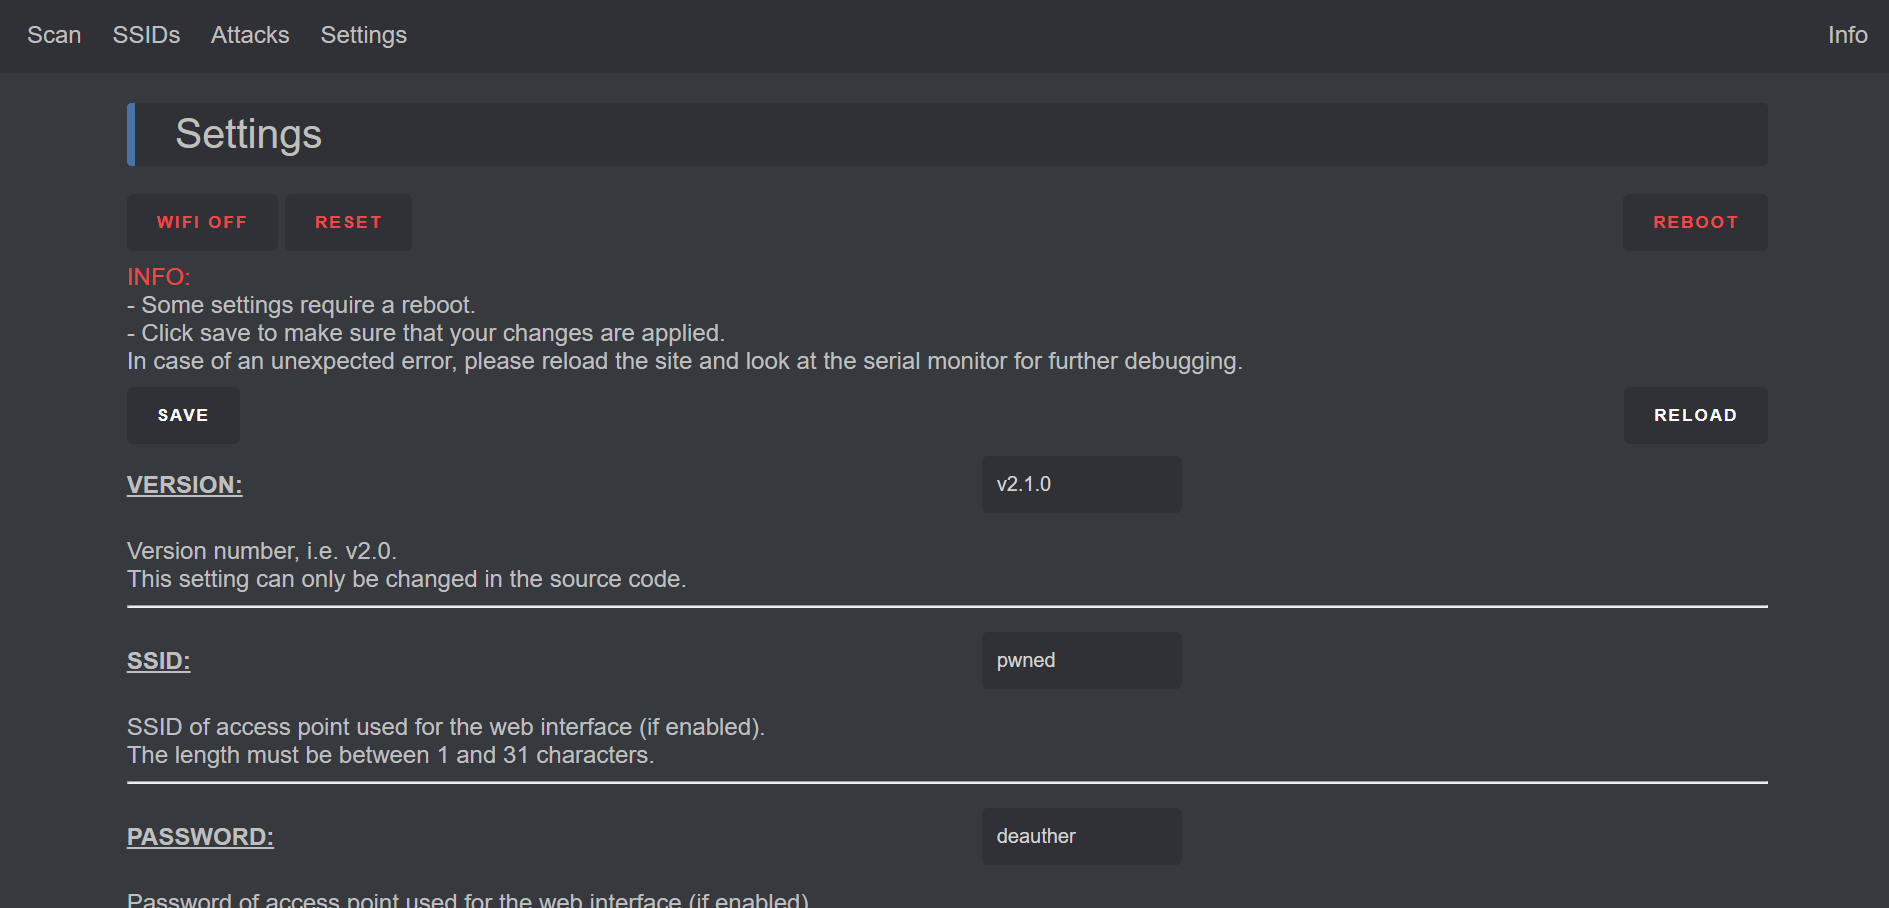 Scan SSIDs Attacks Settings Info
Settings
WIFI OFF RESET REBOOT
INFO:
- Some settings require a reboot.
- Click save to make sure that your changes are applied.
In case of an unexpected error, please reload the site and look at the serial monitor for further debugging.
SAVE RELOAD
VERSION: v2.1.0
Version number, i.e. v2.0.
This setting can only be changed in the source code.
SSID: pwned
SSID of access point used for the web interface (if enabled).
The length must be between 1 and 31 characters.
PASSWORD: deauther
Password of access point used for the web interface (if enabled).